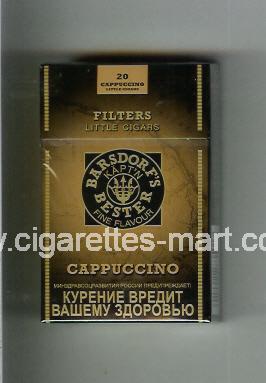 20
CAPPUCCINO
LITTLE CIGARS
FILTERS
LITTLE CIGARS
BARSDORF'S
KÄPT'N
BESTER
FINE FLAVOUR
www.cigarettes-mart.com
CAPPUCCINO
МИНЗДРАВСОЦРАЗВИТИЯ РОССИИ ПРЕДУПРЕЖДАЕТ:
КУРЕНИЕ ВРЕДИТ
ВАШЕМУ ЗДОРОВЬЮ